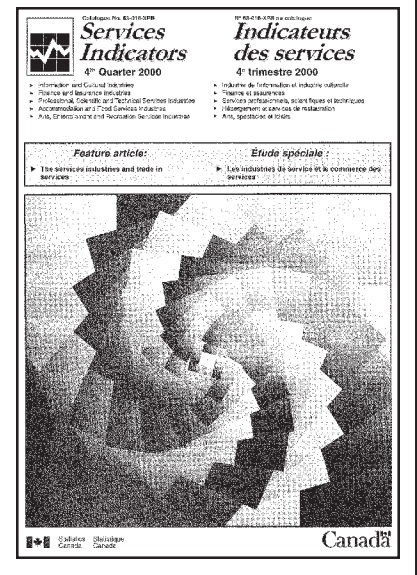 Catalogue No. 63-016-XPB
Services
Indicators
4th Quarter 2000
Information and Cultural Industries
Finance and Insurance Industries
Professional, Scientific and Technical Services Industries
Accommodation and Food Services Industries
Arts, Entertainment and Recreation Services Industries
N° 63-016-XPB au catalogue
Indicateurs
des services
4e trimestre 2000
Industrie de l'information et industrie culturelle
Finance et assurances
Services professionnels, scientifiques et techniques
Hébergement et services de restauration
Arts, spectacles et loisirs
Feature article:
The services industries and trade in
services
Étude spéciale :
Les industries de service et le commerce des
services
Statistics Statistique
Canada Canada
Canada